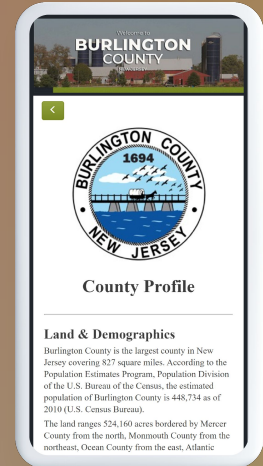 Welcome to
BURLINGTON
COUNTY
BURLINGTON COUNTY
1694
NEW JERSEY
County Profile
Land & Demographics
Burlington County is the largest county in New
Jersey covering 827 square miles. According to the
Population Estimates Program, Population Division
of the U.S. Bureau of the Census, the estimated
population of Burlington County is 448,734 as of
2010 (U.S. Census Bureau).
The land ranges 524,160 acres bordered by Mercer
County from the north, Monmouth County from the
northeast, Ocean County from the east, Atlantic